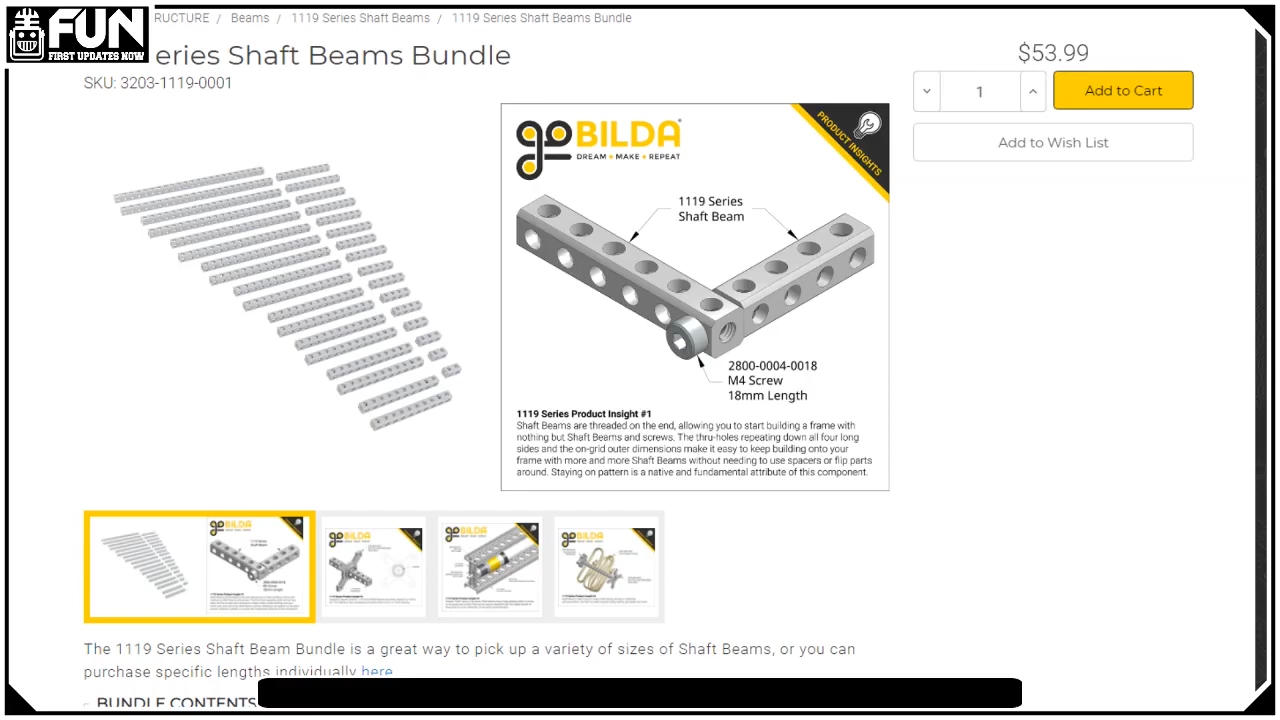 FUN
FIRST UPDATES NOW
RUCTURE / Beams / 1119 Series Shaft Beams / 1119 Series Shaft Beams Bundle
eries Shaft Beams Bundle
SKU: 3203-1119-0001
$53.99
1
Add to Cart
Add to Wish List
goBILDA®
DREAM ★ MAKE ★ REPEAT
PRODUCT INSIGHTS
1119 Series
Shaft Beam
2800-0004-0018
M4 Screw
18mm Length
1119 Series Product Insight #1
Shaft Beams are threaded on the end, allowing you to start building a frame with
nothing but Shaft Beams and screws. The thru-holes repeating down all four long
sides and the on-grid outer dimensions make it easy to keep building onto your
frame with more and more Shaft Beams without needing to use spacers or flip parts
around. Staying on pattern is a native and fundamental attribute of this component.
goBILDA
goBILDA
goBILDA
goBILDA
The 1119 Series Shaft Beam Bundle is a great way to pick up a variety of sizes of Shaft Beams, or you can
purchase specific lengths individually here
BUNDLE CONTENTS